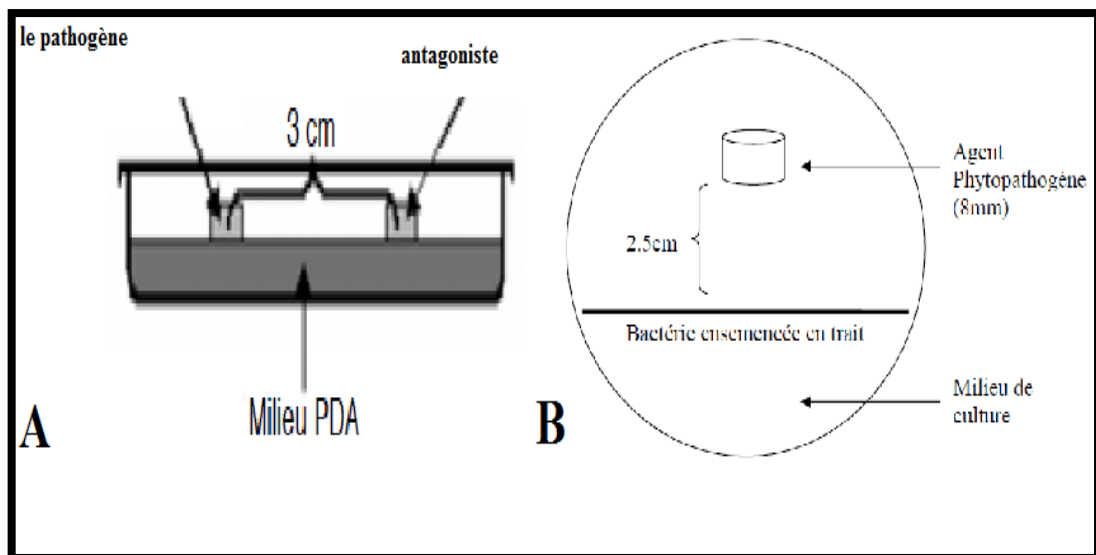 le pathogène
antagoniste
3 cm
Milieu PDA
A
Agent
Phytopathogène
(8mm)
2.5cm
Bactérie ensemencée en trait
Milieu de
culture
B